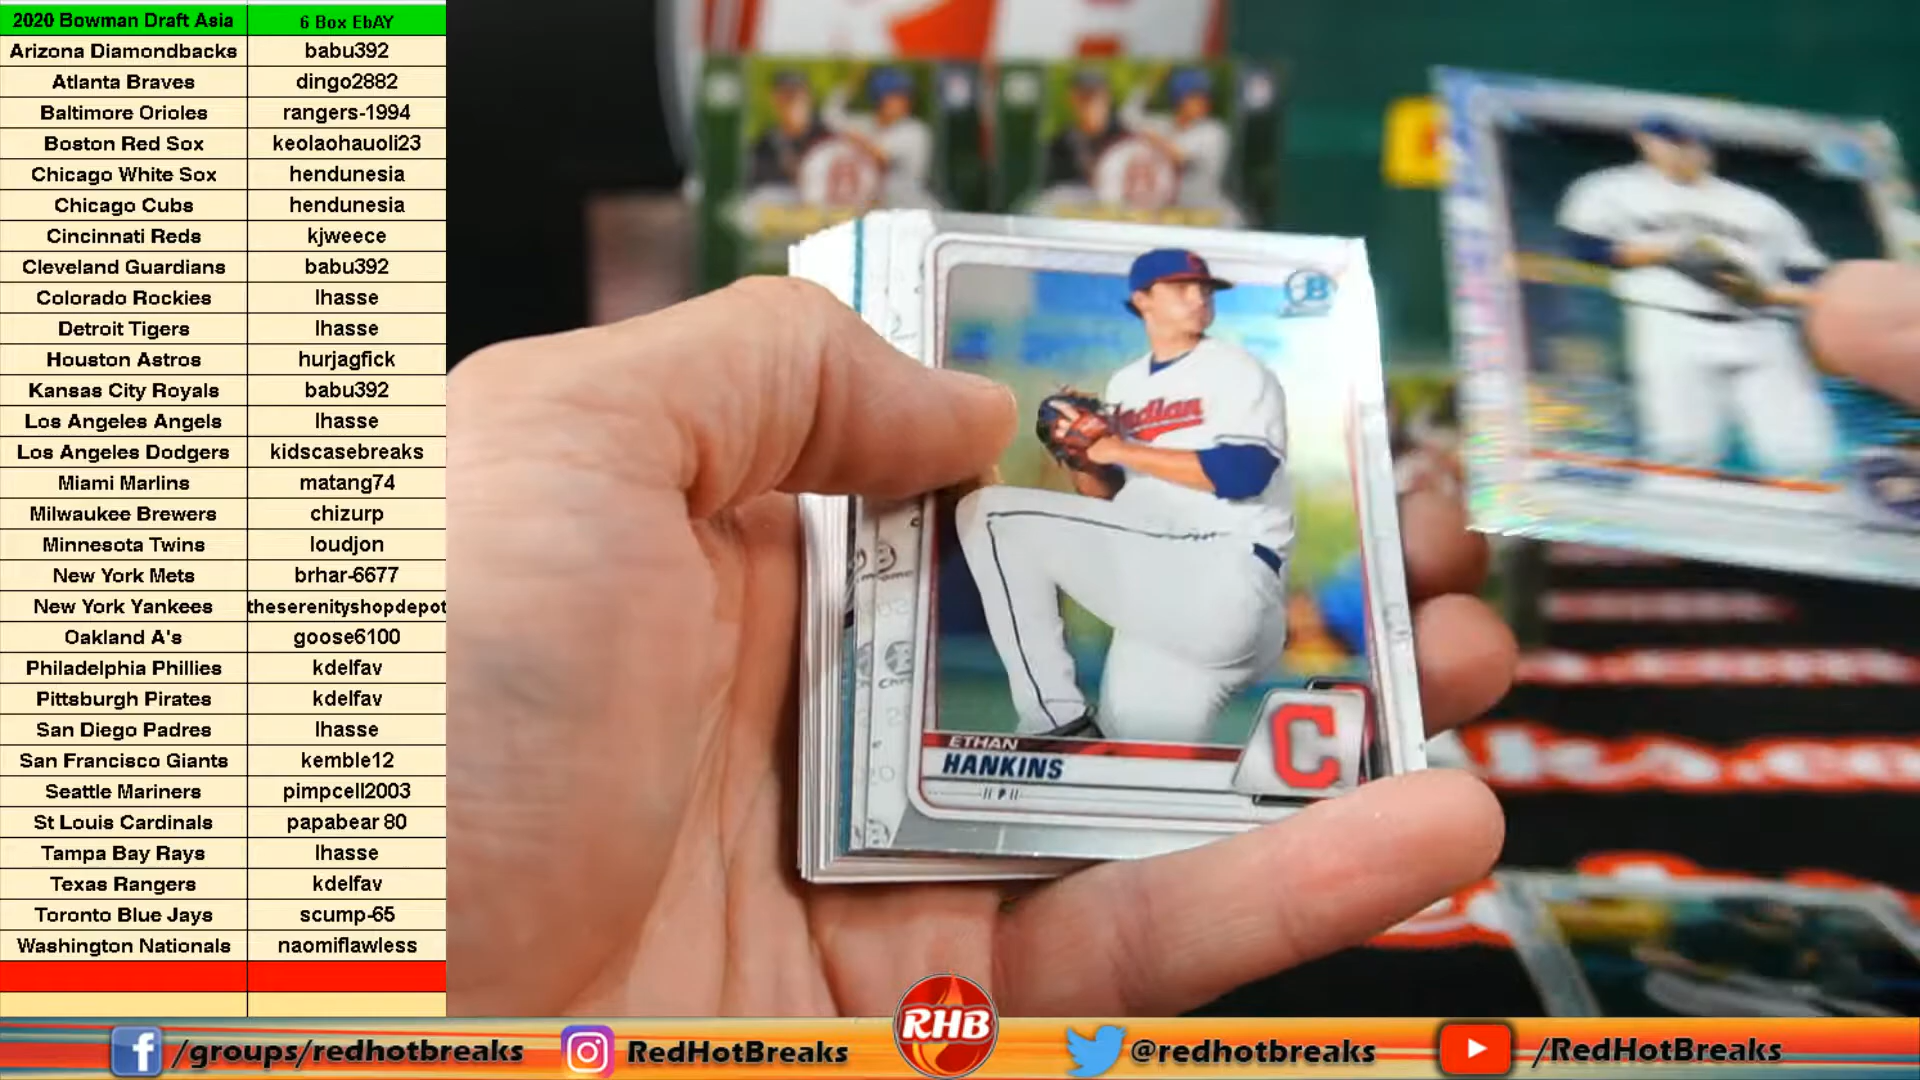 2020 Bowman Draft Asia 6 Box EbAY
Arizona Diamondbacks babu392
Atlanta Braves dingo2882
Baltimore Orioles rangers-1994
Boston Red Sox keolaohauoli23
Chicago White Sox hendunesia
Chicago Cubs hendunesia
Cincinnati Reds kjweece
Cleveland Guardians babu392
Colorado Rockies lhasse
Detroit Tigers lhasse
Houston Astros hurjagfick
Kansas City Royals babu392
Los Angeles Angels lhasse
Los Angeles Dodgers kidscasebreaks
Miami Marlins matang74
Milwaukee Brewers chizurp
Minnesota Twins loudjon
New York Mets brhar-6677
New York Yankees theserenityshopdepot
Oakland A's goose6100
Philadelphia Phillies kdelfav
Pittsburgh Pirates kdelfav
San Diego Padres lhasse
San Francisco Giants kemble12
Seattle Mariners pimpcell2003
St Louis Cardinals papabear 80
Tampa Bay Rays lhasse
Texas Rangers kdelfav
Toronto Blue Jays scump-65
Washington Nationals naomiflawless
B
Indian
ETHAN
HANKINS
P
C
RHB
/groups/redhotbreaks RedHotBreaks @redhotbreaks /RedHotBreaks